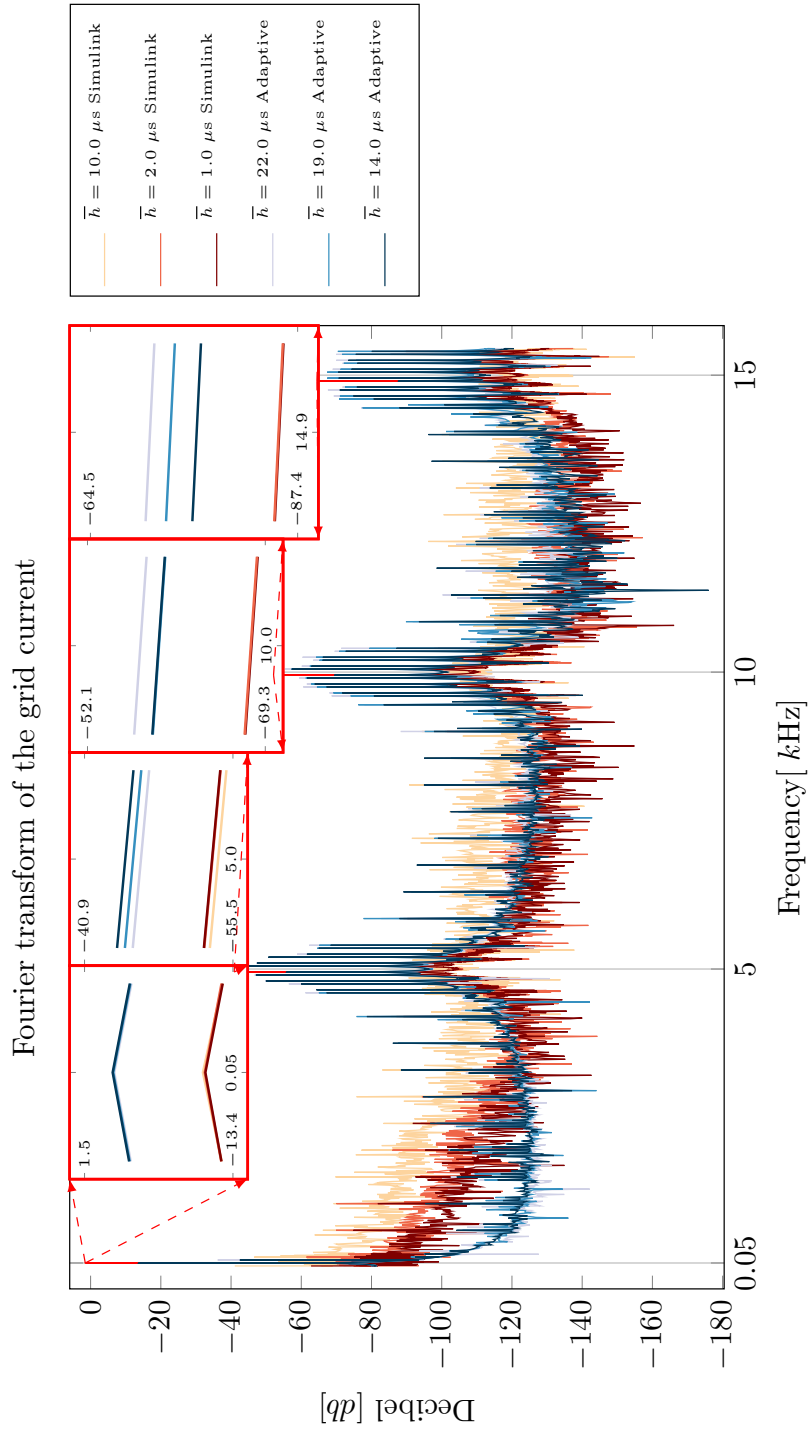 Fourier transform of the grid current
h = 10.0 μs Simulink
h = 2.0 μs Simulink
h = 1.0 μs Simulink
h = 22.0 μs Adaptive
h = 19.0 μs Adaptive
h = 14.0 μs Adaptive
1.5
−13.4
0.05
−40.9
−55.5
5.0
−52.1
−69.3
10.0
−64.5
−87.4
14.9
0
−20
−40
−60
−80
−100
−120
−140
−160
−180
Decibel [db]
0.05
5
10
15
Frequency[ kHz]